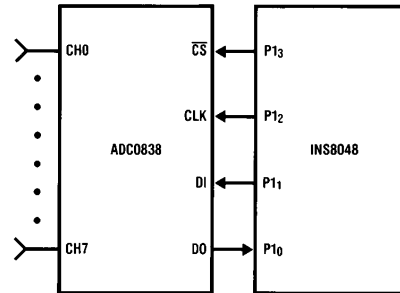 CH0 CS P1₃
CLK P1₂
ADC0838 INS8048
DI P1₁
CH7 DO P1₀